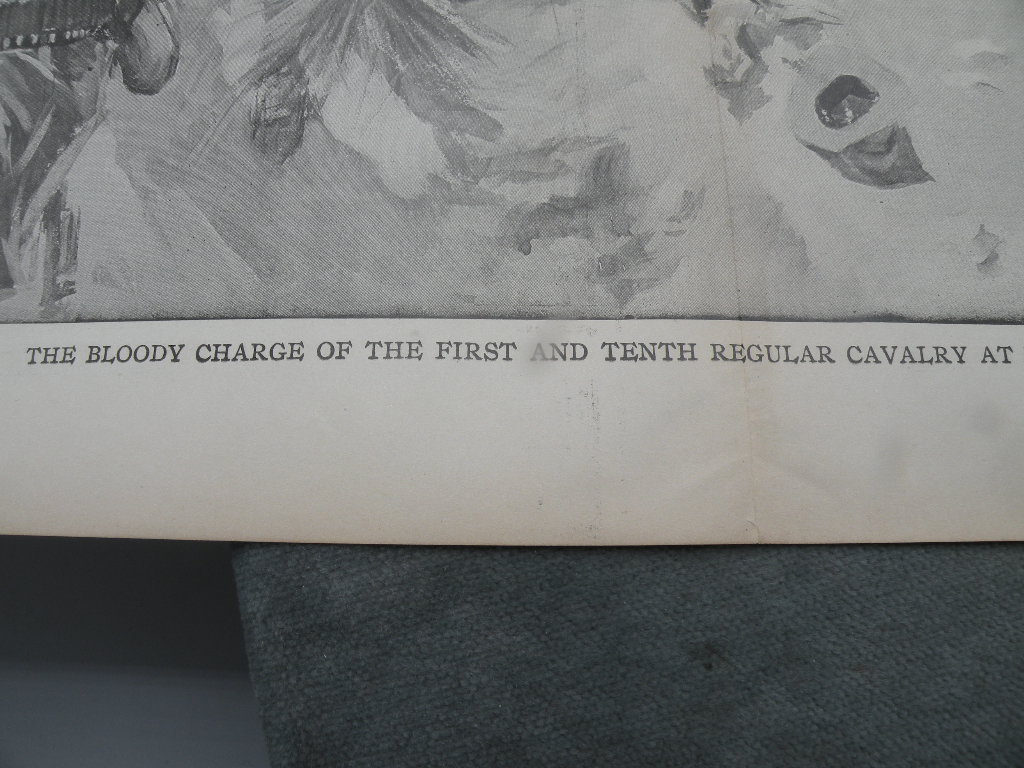 THE BLOODY CHARGE OF THE FIRST AND TENTH REGULAR CAVALRY AT